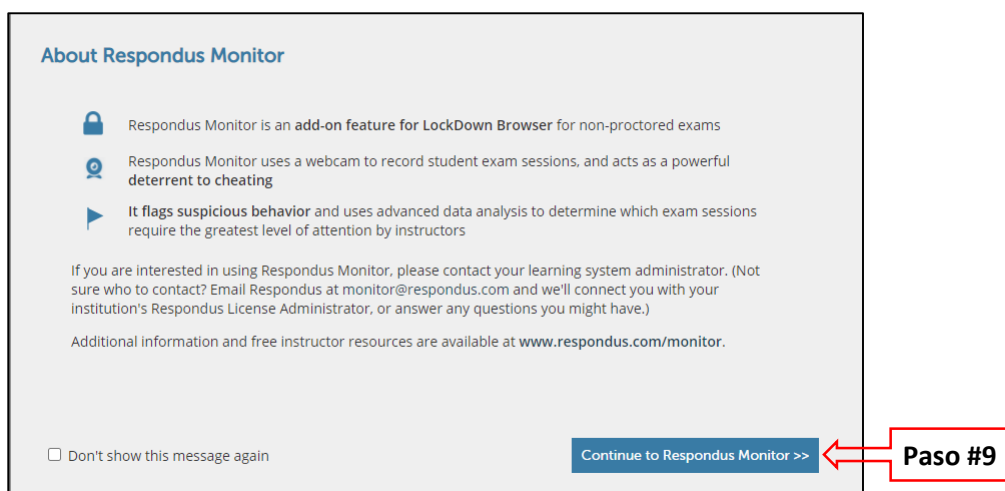 About Respondus Monitor
Respondus Monitor is an add-on feature for LockDown Browser for non-proctored exams
Respondus Monitor uses a webcam to record student exam sessions, and acts as a powerful
deterrent to cheating
It flags suspicious behavior and uses advanced data analysis to determine which exam sessions
require the greatest level of attention by instructors
If you are interested in using Respondus Monitor, please contact your learning system administrator. (Not
sure who to contact? Email Respondus at monitor@respondus.com and we'll connect you with your
institution's Respondus License Administrator, or answer any questions you might have.)
Additional information and free instructor resources are available at www.respondus.com/monitor.
Don't show this message again
Continue to Respondus Monitor >>
Paso #9